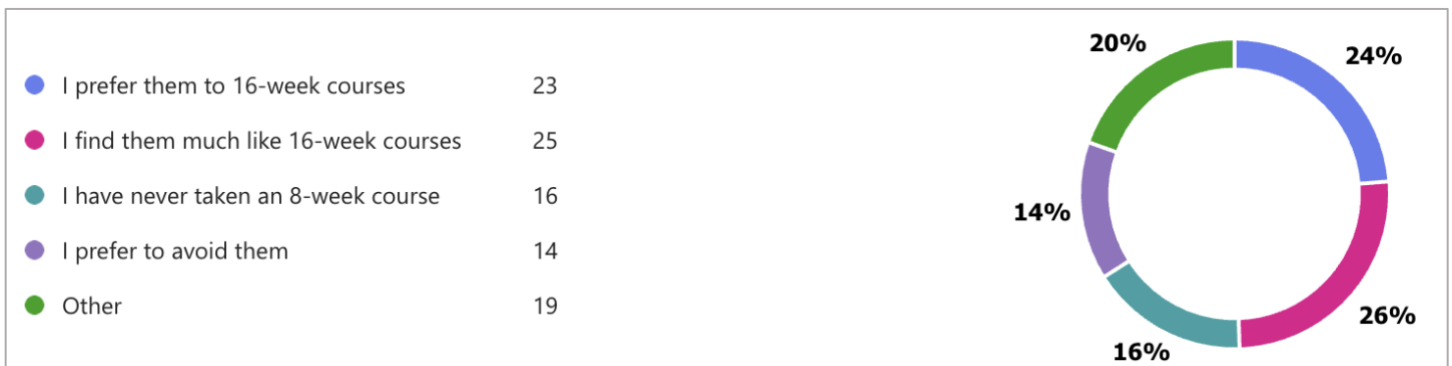 I prefer them to 16-week courses 23
I find them much like 16-week courses 25
I have never taken an 8-week course 16
I prefer to avoid them 14
Other 19
20%
24%
14%
26%
16%